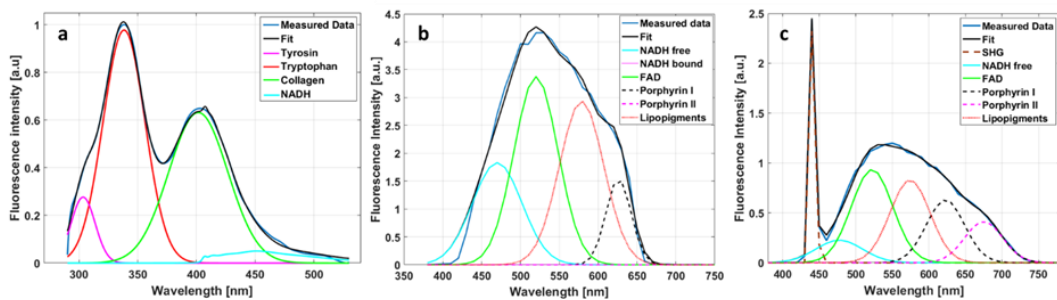 a
Measured Data
Fit
Tyrosin
Tryptophan
Collagen
NADH
Fluorescence intensity [a.u]
1
0.8
0.6
0.4
0.2
0
300 350 400 450 500
Wavelength [nm]
b
Measured Data
Fit
NADH free
NADH bound
FAD
Porphyrin I
Porphyrin II
Lipopigments
Fluorescence Intensity [a.u.]
4.5
4
3.5
3
2.5
2
1.5
1
0.5
0
350 400 450 500 550 600 650 700 750
Wavelength [nm]
c
Measured Data
Fit
SHG
NADH free
FAD
Porphyrin I
Porphyrin II
Lipopigments
Fluorescence Intensity [a.u.]
2.5
2
1.5
1
0.5
0
400 450 500 550 600 650 700 750
Wavelength [nm]